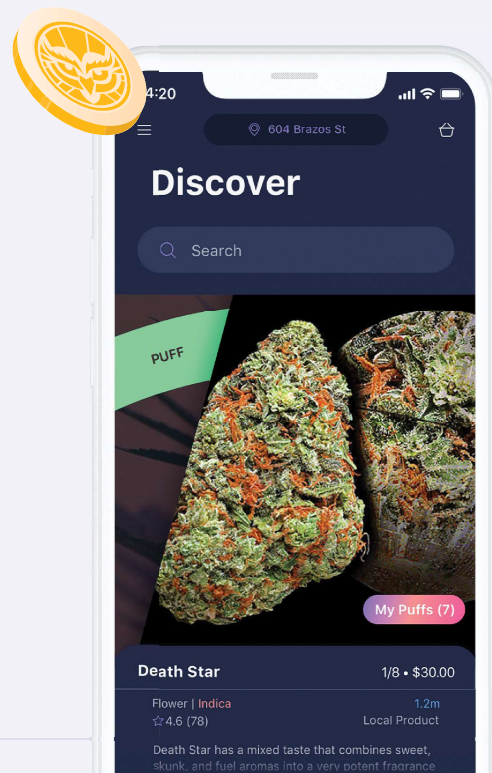 4:20
604 Brazos St
Discover
Search
PUFF
My Puffs (7)
Death Star
1/8 • $30.00
Flower | Indica
1.2m
4.6 (78)
Local Product
Death Star has a mixed taste that combines sweet,
skunk, and fuel aromas into a very potent fragrance